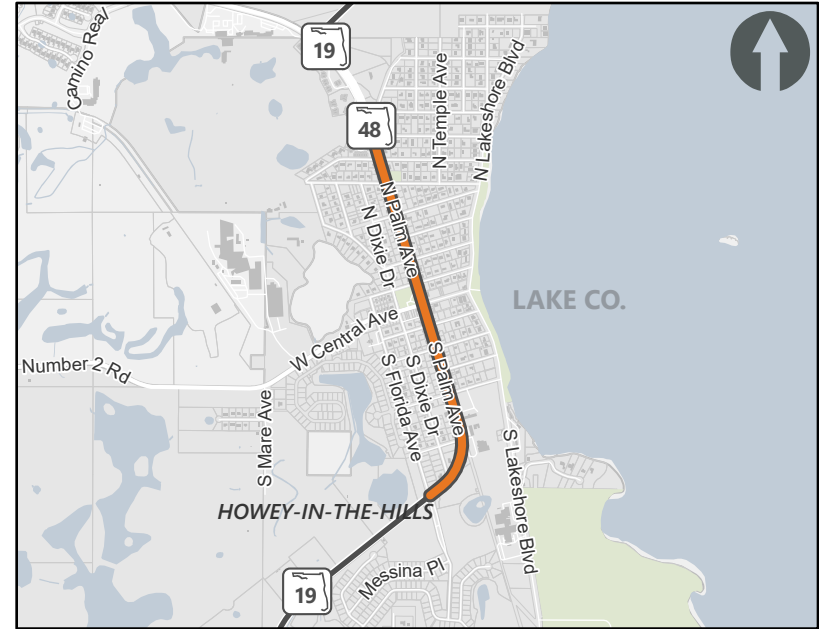 19
Camino Real
48
N Temple Ave
N Lakeshore Blvd
N Palm Ave
N Dixie Dr
LAKE CO.
W Central Ave
Number 2 Rd
S Palm Ave
S Dixie Dr
S Florida Ave
S Mare Ave
S Lakeshore Blvd
HOWEY-IN-THE-HILLS
Messina Pl
19